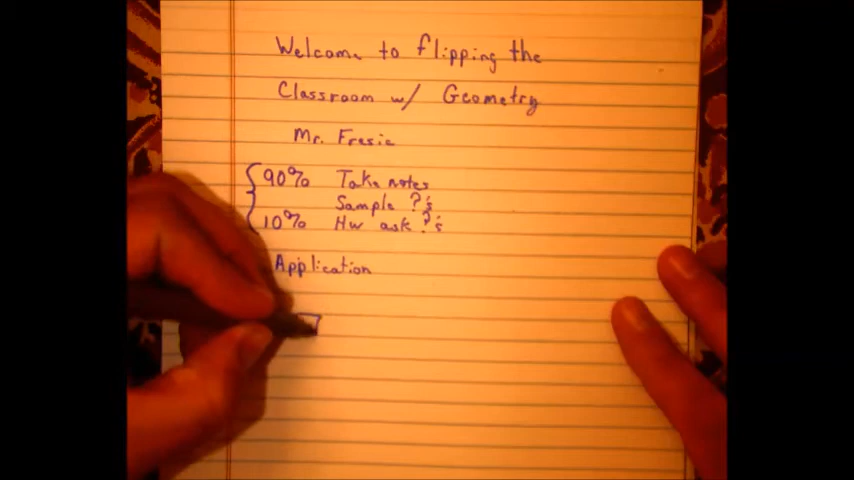 Welcome to flipping the
Classroom w/ Geometry
Mr. Fresie
90% Take notes
Sample ?'s
10% Hw ask ?'s
Application